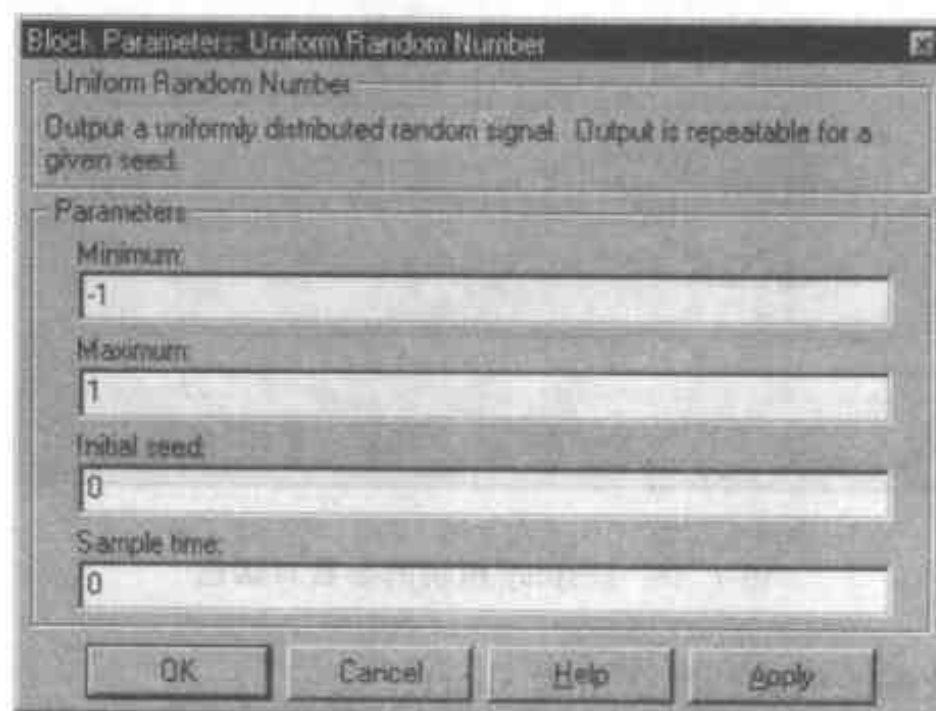 Block Parameters: Uniform Random Number
Uniform Random Number
Output a uniformly distributed random signal. Output is repeatable for a
given seed.
Parameters
Minimum:
-1
Maximum:
1
Initial seed:
0
Sample time:
0
OK
Cancel
Help
Apply